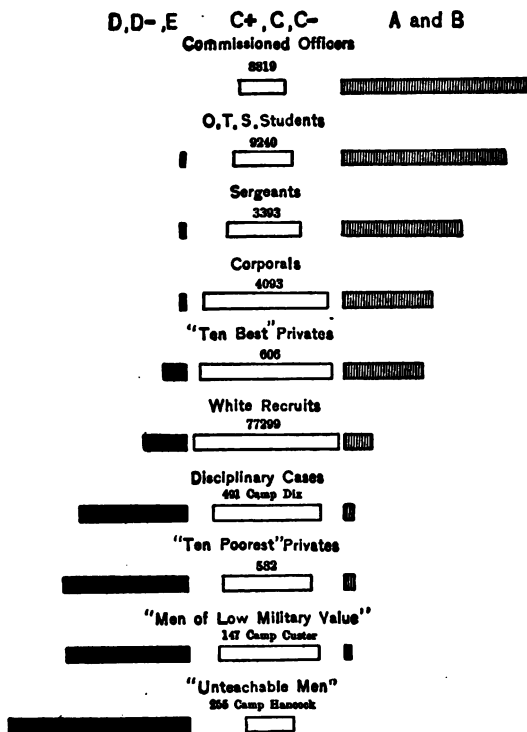 D,D-,E C+,C,C- A and B
Commissioned Officers
8819
O.T.S. Students
9240
Sergeants
3393
Corporals
4093
"Ten Best" Privates
606
White Recruits
77299
Disciplinary Cases
491 Camp Dix
"Ten Poorest" Privates
582
"Men of Low Military Value"
147 Camp Custer
"Unteachable Men"
255 Camp Hancock